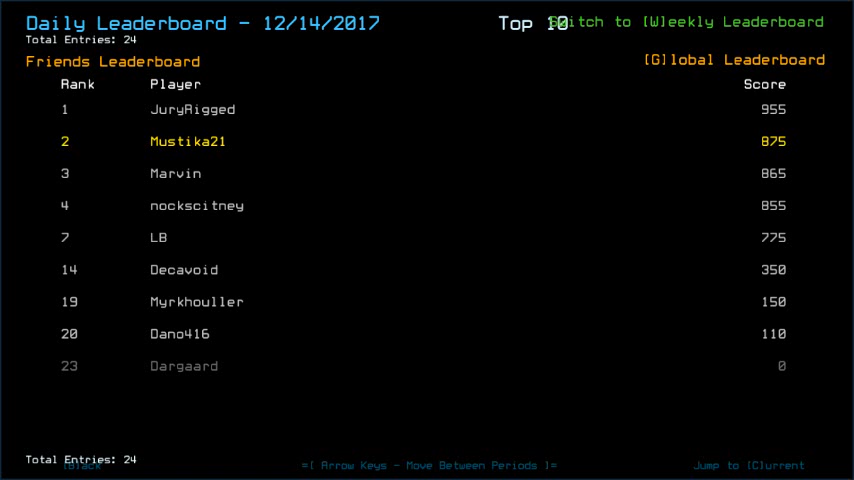 Daily Leaderboard - 12/14/2017 Top 10 Switch to [W]eekly Leaderboard
Total Entries: 24
Friends Leaderboard [G]lobal Leaderboard
Rank Player Score
1 JuryRigged 955
2 Mustika21 875
3 Marvin 865
4 nockscitney 855
7 LB 775
14 Decavoid 350
19 Myrkhouller 150
20 Dano416 110
23 Dargaard 0
Total Entries: 24
[B]ack =[ Arrow Keys - Move Between Periods ]= Jump to [C]urrent